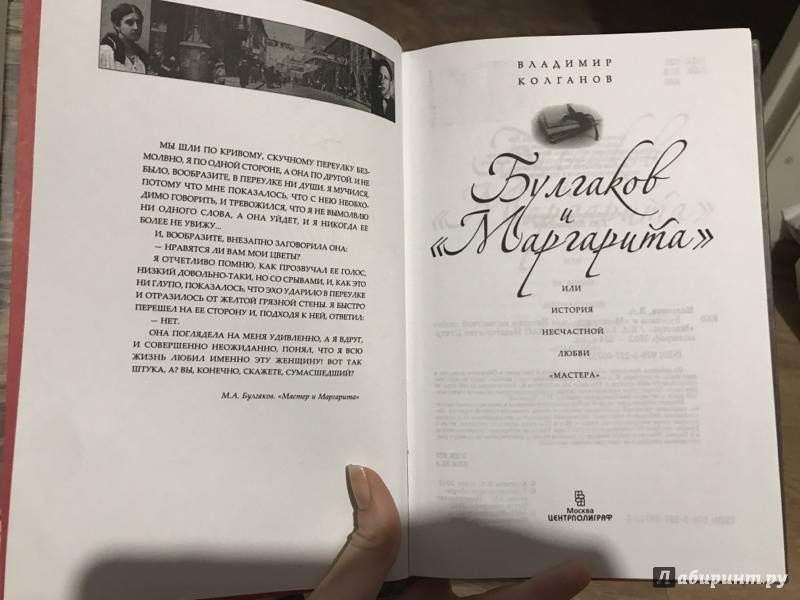 МЫ ШЛИ ПО КРИВОМУ, СКУЧНОМУ ПЕРЕУЛКУ БЕЗ-
МОЛВНО, Я ПО ОДНОЙ СТОРОНЕ, А ОНА ПО ДРУГОЙ. И НЕ
БЫЛО, ВООБРАЗИТЕ, В ПЕРЕУЛКЕ НИ ДУШИ. Я МУЧИЛСЯ,
ПОТОМУ ЧТО МНЕ ПОКАЗАЛОСЬ, ЧТО С НЕЮ НЕОБХО-
ДИМО ГОВОРИТЬ, И ТРЕВОЖИЛСЯ, ЧТО Я НЕ ВЫМОЛВЛЮ
НИ ОДНОГО СЛОВА, А ОНА УЙДЕТ, И Я НИКОГДА ЕЕ
БОЛЕЕ НЕ УВИЖУ...
И, ВООБРАЗИТЕ, ВНЕЗАПНО ЗАГОВОРИЛА ОНА:
— НРАВЯТСЯ ЛИ ВАМ МОИ ЦВЕТЫ?
Я ОТЧЕТЛИВО ПОМНЮ, КАК ПРОЗВУЧАЛ ЕЕ ГОЛОС,
НИЗКИЙ ДОВОЛЬНО-ТАКИ, НО СО СРЫВАМИ, И, КАК ЭТО
НИ ГЛУПО, ПОКАЗАЛОСЬ, ЧТО ЭХО УДАРИЛО В ПЕРЕУЛКЕ
И ОТРАЗИЛОСЬ ОТ ЖЕЛТОЙ ГРЯЗНОЙ СТЕНЫ. Я БЫСТРО
ПЕРЕШЕЛ НА ЕЕ СТОРОНУ И, ПОДХОДЯ К НЕЙ, ОТВЕТИЛ:
— НЕТ.
ОНА ПОГЛЯДЕЛА НА МЕНЯ УДИВЛЕННО, А Я ВДРУГ,
И СОВЕРШЕННО НЕОЖИДАННО, ПОНЯЛ, ЧТО Я ВСЮ
ЖИЗНЬ ЛЮБИЛ ИМЕННО ЭТУ ЖЕНЩИНУ! ВОТ ТАК
ШТУКА, А? ВЫ, КОНЕЧНО, СКАЖЕТЕ, СУМАСШЕДШИЙ?
М.А. Булгаков. «Мастер и Маргарита»
ВЛАДИМИР
КОЛГАНОВ
Булгаков
и
«Маргарита»
ИЛИ
ИСТОРИЯ
НЕСЧАСТНОЙ
ЛЮБВИ
«МАСТЕРА»
Москва
ЦЕНТРПОЛИГРАФ
Лабиринт.ру